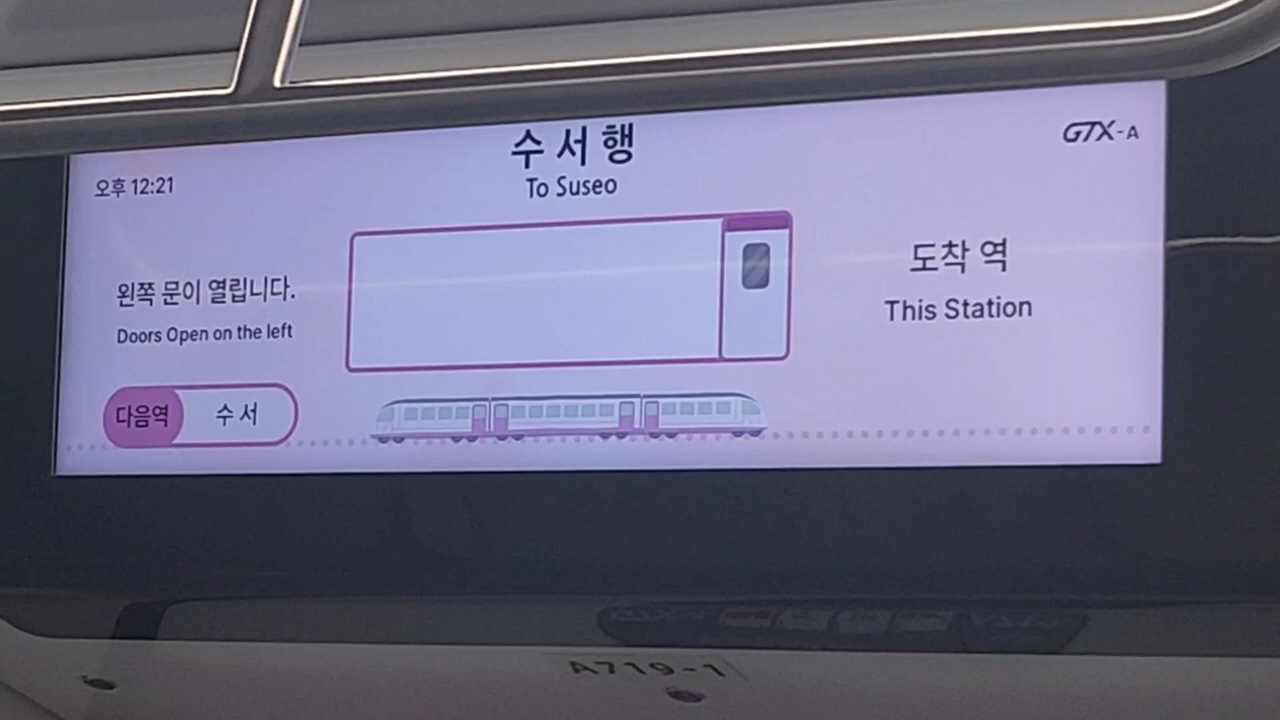 수서행
To Suseo
GTX-A
오후 12:21
왼쪽 문이 열립니다.
Doors Open on the left
다음역 수서
도착 역
This Station
A719-1